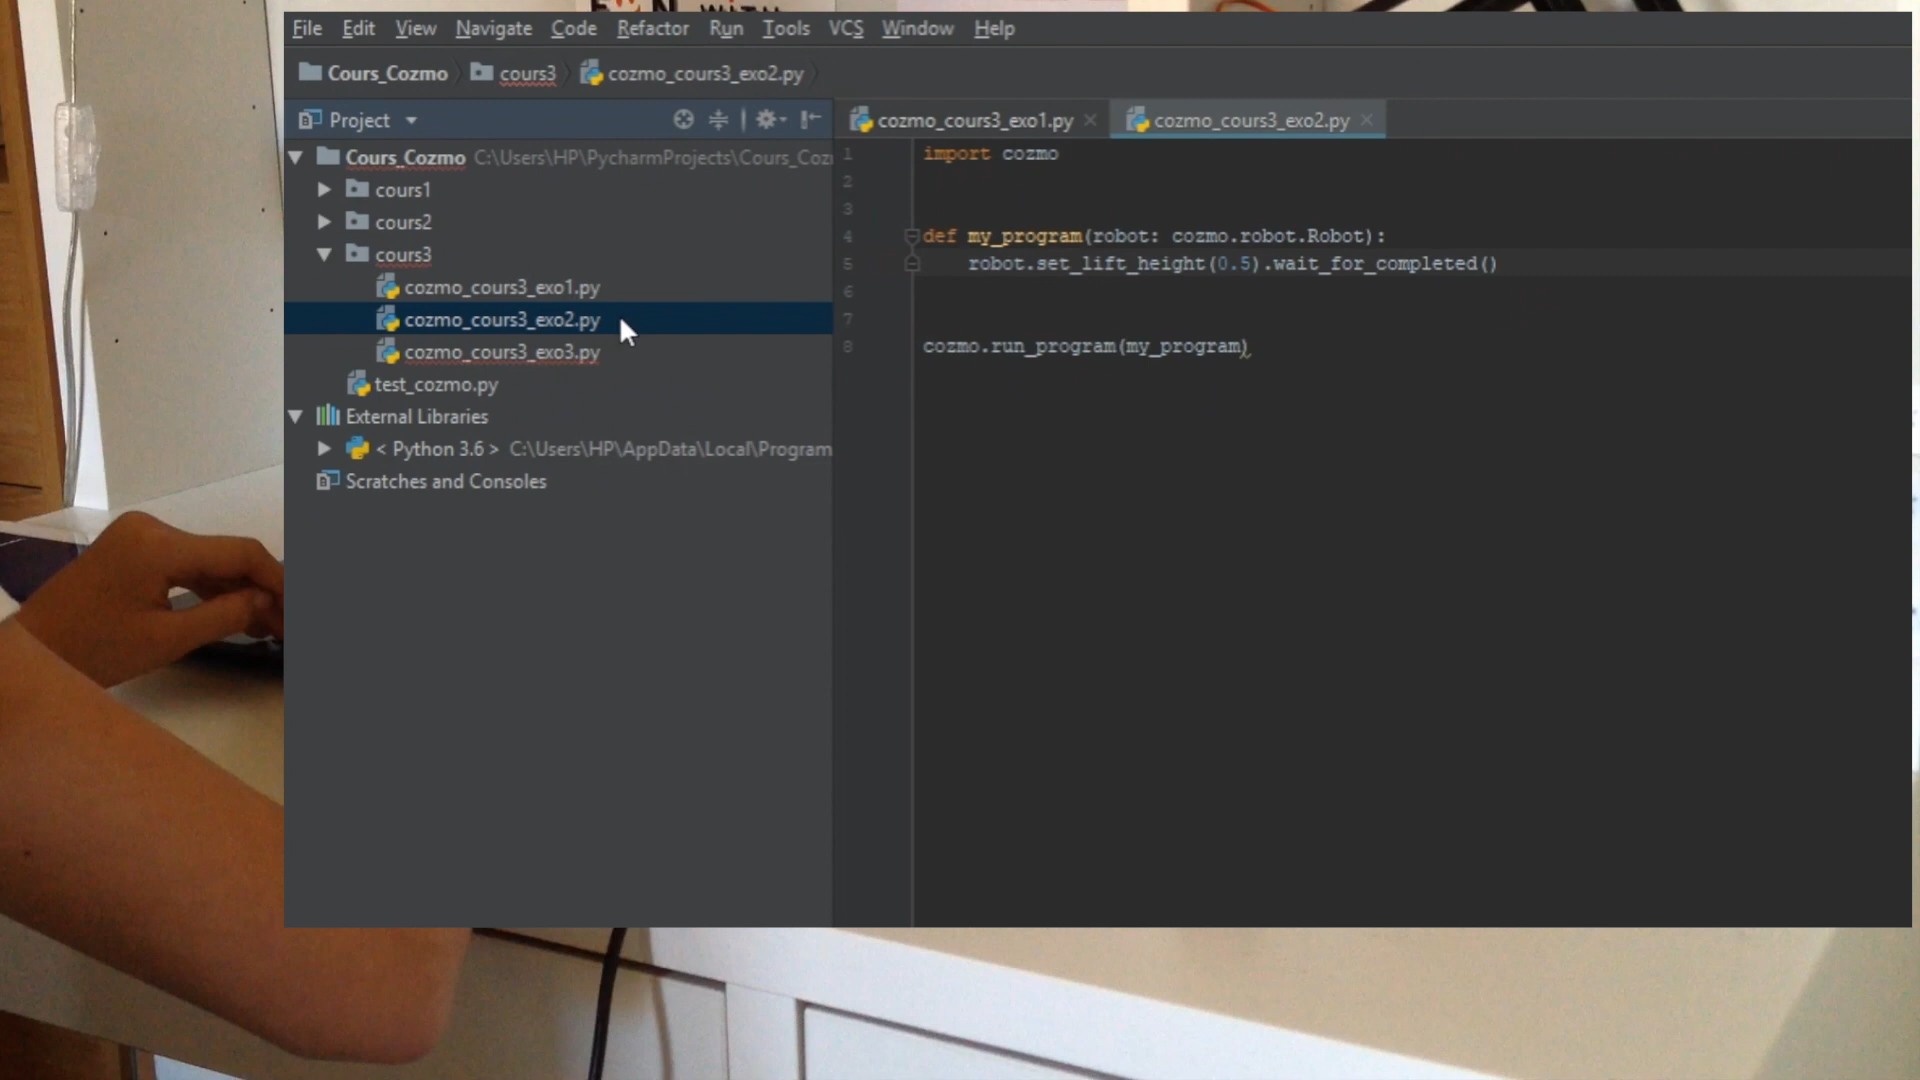 File Edit View Navigate Code Refactor Run Tools VCS Window Help
Cours_Cozmo cours3 cozmo_cours3_exo2.py
Project
cozmo_cours3_exo1.py cozmo_cours3_exo2.py
Cours_Cozmo C:\Users\HP\PycharmProjects\Cours_Coz
cours1
cours2
cours3
cozmo_cours3_exo1.py
cozmo_cours3_exo2.py
cozmo_cours3_exo3.py
test_cozmo.py
External Libraries
< Python 3.6 > C:\Users\HP\AppData\Local\Program
Scratches and Consoles
1 import cozmo
2
3
4 def my_program(robot: cozmo.robot.Robot):
5 robot.set_lift_height(0.5).wait_for_completed()
6
7
8 cozmo.run_program(my_program)